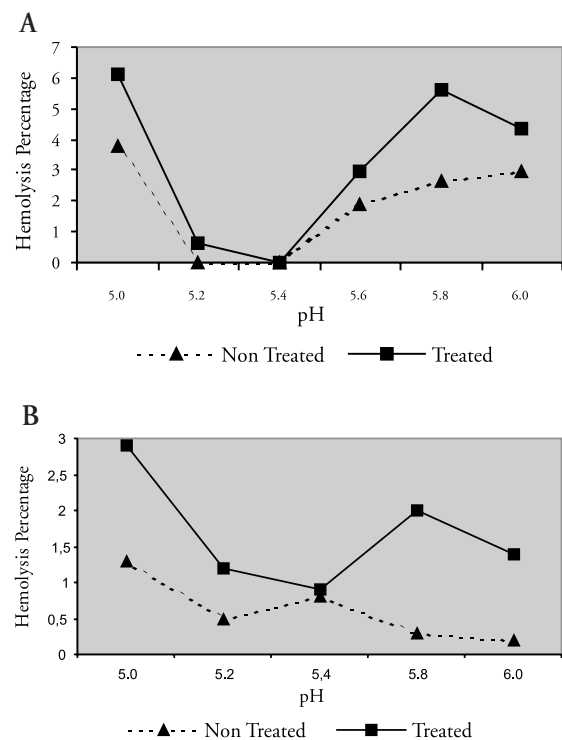 A
7
6
5
4
3
2
1
0
Hemolysis Percentage
5.0 5.2 5.4 5.6 5.8 6.0
pH
Non Treated Treated
B
3
2,5
2
1,5
1
0,5
0
Hemolysis Percentage
5.0 5.2 5,4 5.8 6.0
pH
Non Treated Treated